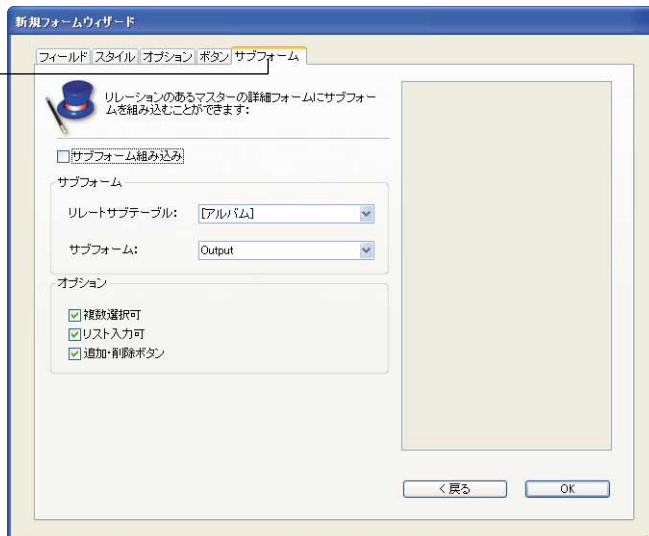 新規フォームウィザード
フィールド スタイル オプション ボタン サブフォーム
リレーションのあるマスターの詳細フォームにサブフォー
ムを組み込むことができます:
サブフォーム組み込み
サブフォーム
リレートサブテーブル: [アルバム]
サブフォーム: Output
オプション
複数選択可
リスト入力可
追加・削除ボタン
<戻る OK